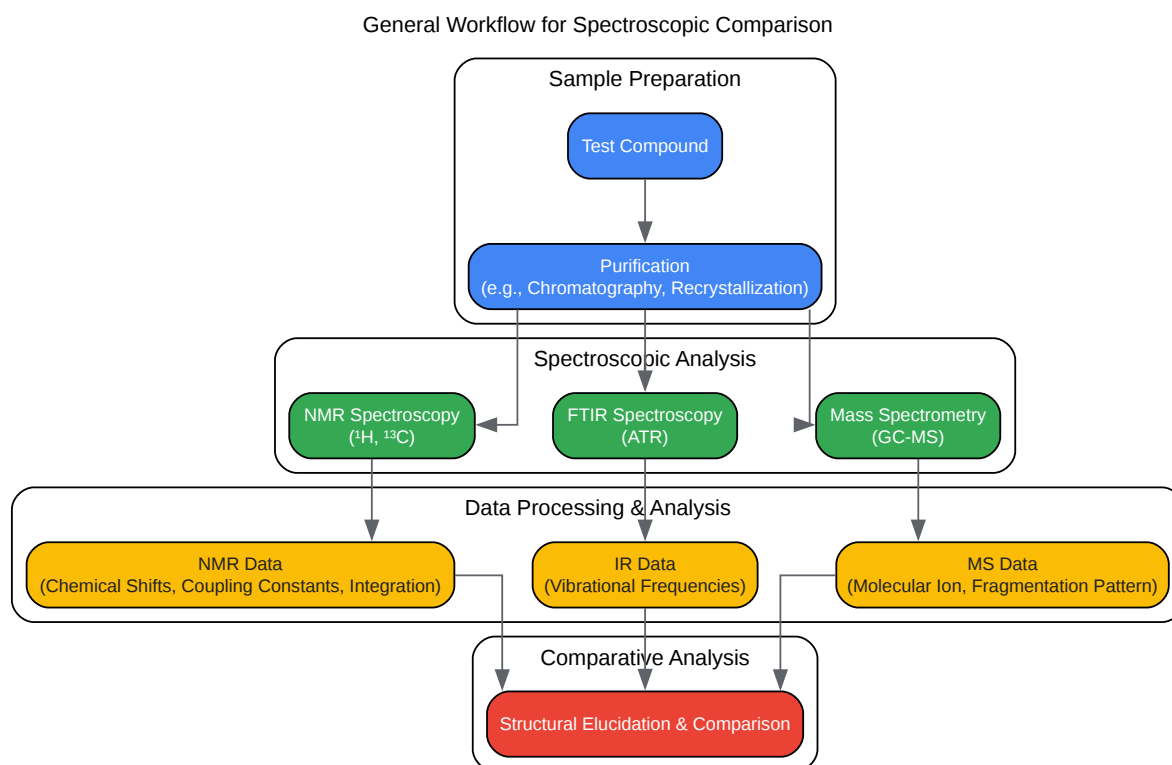 General Workflow for Spectroscopic Comparison
Sample Preparation
Test Compound
Purification
(e.g., Chromatography, Recrystallization)
Spectroscopic Analysis
NMR Spectroscopy
(¹H, ¹³C)
FTIR Spectroscopy
(ATR)
Mass Spectrometry
(GC-MS)
Data Processing & Analysis
NMR Data
(Chemical Shifts, Coupling Constants, Integration)
IR Data
(Vibrational Frequencies)
MS Data
(Molecular Ion, Fragmentation Pattern)
Comparative Analysis
Structural Elucidation & Comparison